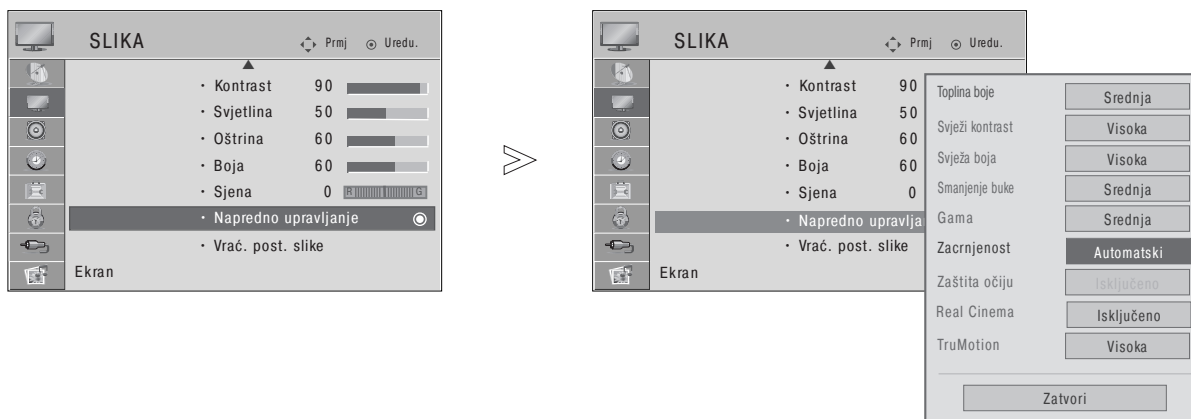 SLIKA Prmj Uredu.
• Kontrast 90
• Svjetlina 50
• Oštrina 60
• Boja 60
• Sjena 0 R G
• Napredno upravljanje
• Vrać. post. slike
Ekran
SLIKA Prmj Uredu.
• Kontrast 90
• Svjetlina 50
• Oštrina 60
• Boja 60
• Sjena 0
• Napredno upravlja
• Vrać. post. slike
Ekran
Toplina boje Srednja
Svježi kontrast Visoka
Svježa boja Visoka
Smanjenje buke Srednja
Gama Srednja
Zacrnjenost Automatski
Zaštita očiju Isključeno
Real Cinema Isključeno
TruMotion Visoka
Zatvori